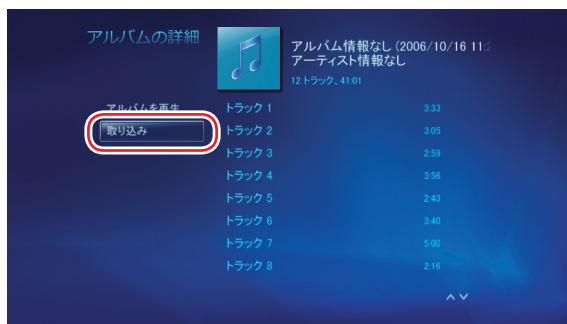 アルバムの詳細
アルバム情報なし (2006/10/16 11:2
アーティスト情報なし
12 トラック、41:01
アルバムを再生
取り込み
トラック 1 3:33
トラック 2 3:05
トラック 3 2:59
トラック 4 3:56
トラック 5 2:43
トラック 6 3:40
トラック 7 5:00
トラック 8 2:16